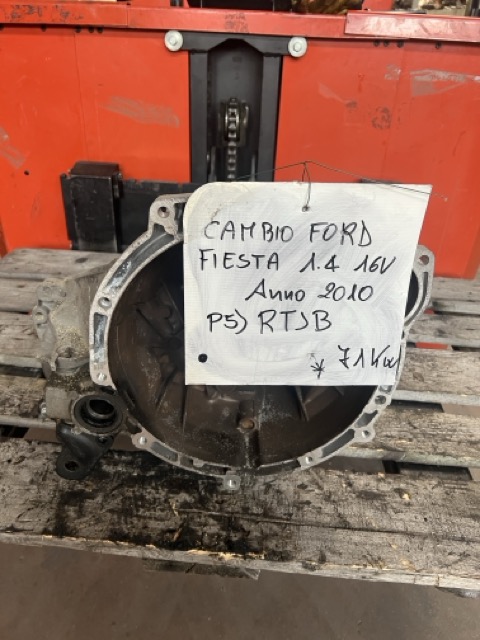 CAMBIO FORD
FIESTA 1.4 16V
Anno 2010
P5) RTJB
* 71 Kw